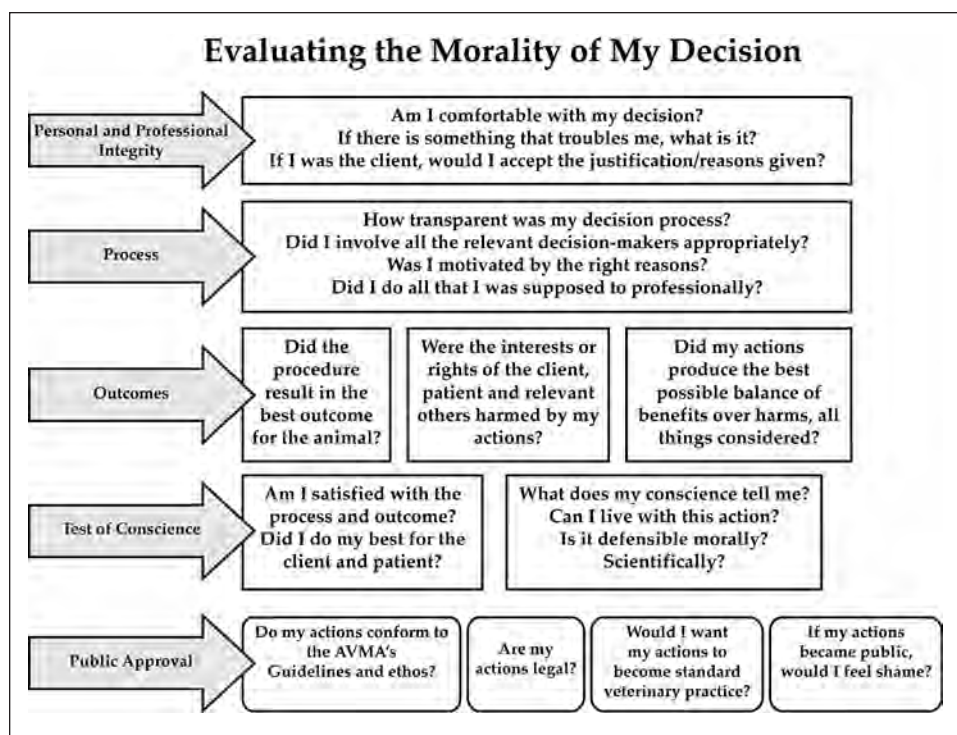 Evaluating the Morality of My Decision
Personal and Professional
Integrity
Am I comfortable with my decision?
If there is something that troubles me, what is it?
If I was the client, would I accept the justification/reasons given?
Process
How transparent was my decision process?
Did I involve all the relevant decision-makers appropriately?
Was I motivated by the right reasons?
Did I do all that I was supposed to professionally?
Outcomes
Did the
procedure
result in the
best outcome
for the animal?
Were the interests or
rights of the client,
patient and relevant
others harmed by my
actions?
Did my actions
produce the best
possible balance of
benefits over harms, all
things considered?
Test of Conscience
Am I satisfied with the
process and outcome?
Did I do my best for the
client and patient?
What does my conscience tell me?
Can I live with this action?
Is it defensible morally?
Scientifically?
Public Approval
Do my actions conform to
the AVMA's
Guidelines and ethos?
Are my
actions legal?
Would I want
my actions to
become standard
veterinary practice?
If my actions
became public,
would I feel shame?